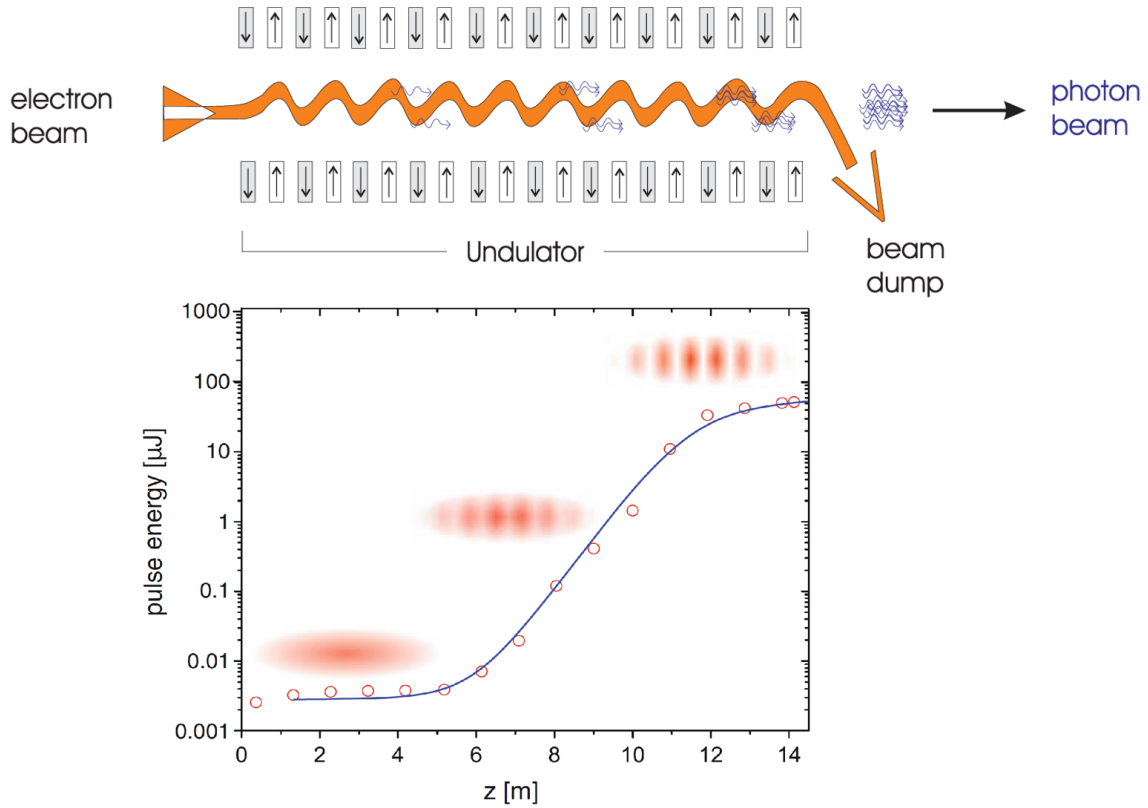 electron
beam
photon
beam
Undulator
beam
dump
1000
100
10
1
0.1
0.01
0.001
pulse energy [µJ]
0 2 4 6 8 10 12 14
z [m]